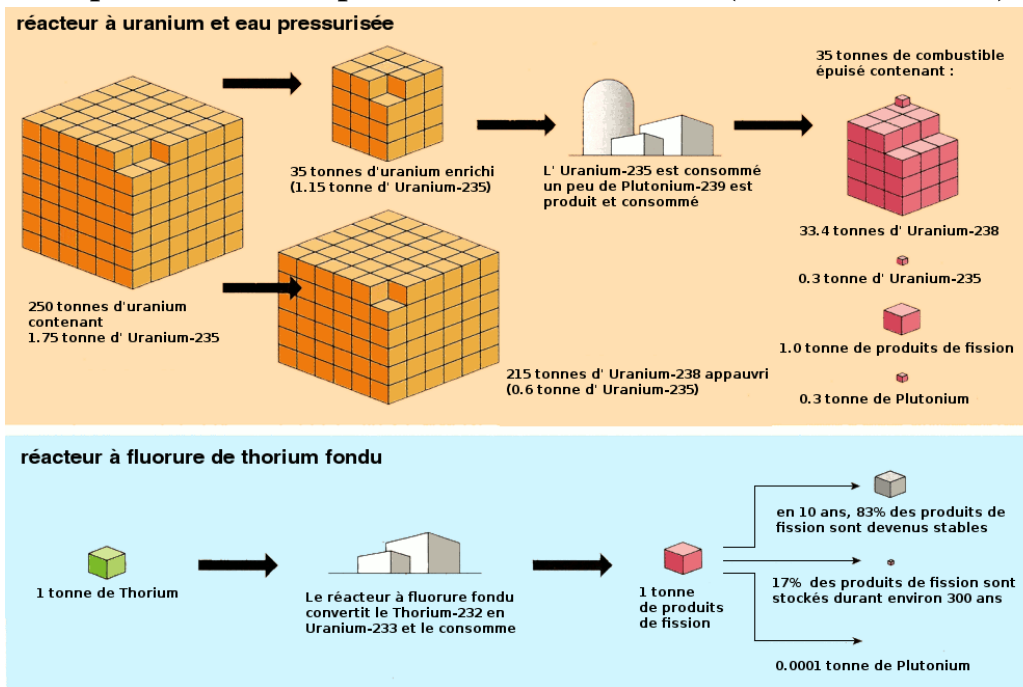 réacteur à uranium et eau pressurisée
250 tonnes d'uranium
contenant
1.75 tonne d' Uranium-235
35 tonnes d'uranium enrichi
(1.15 tonne d' Uranium-235)
215 tonnes d' Uranium-238 appauvri
(0.6 tonne d' Uranium-235)
L' Uranium-235 est consommé
un peu de Plutonium-239 est
produit et consommé
35 tonnes de combustible
épuisé contenant :
33.4 tonnes d' Uranium-238
0.3 tonne d' Uranium-235
1.0 tonne de produits de fission
0.3 tonne de Plutonium
réacteur à fluorure de thorium fondu
1 tonne de Thorium
Le réacteur à fluorure fondu
convertit le Thorium-232 en
Uranium-233 et le consomme
1 tonne
de produits
de fission
en 10 ans, 83% des produits de
fission sont devenus stables
17% des produits de fission sont
stockés durant environ 300 ans
0.0001 tonne de Plutonium